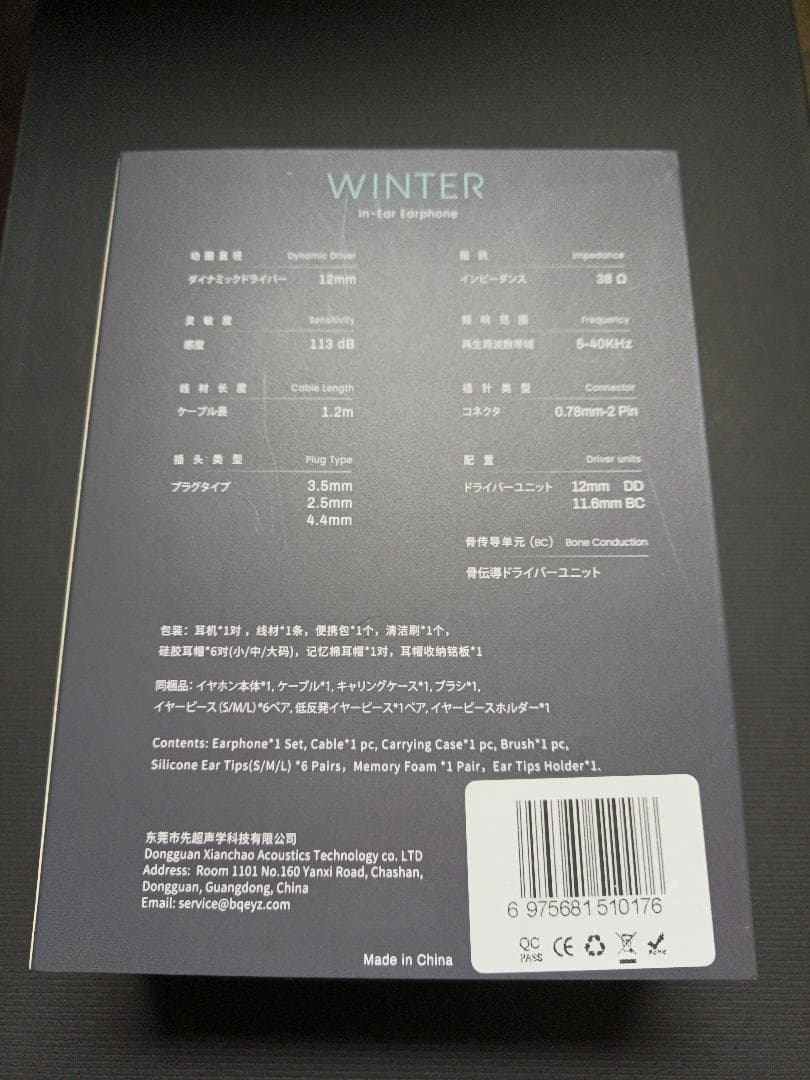 WINTER
In-Ear Earphone
动圈直径 Dynamic Driver
ダイナミックドライバー 12mm
灵敏度 Sensitivity
感度 113 dB
线材长度 Cable Length
ケーブル長 1.2m
插头类型 Plug Type
プラグタイプ 3.5mm
2.5mm
4.4mm
阻抗 Impedance
インピーダンス 38 Ω
频响范围 Frequency
再生周波数帯域 5-40KHz
插针类型 Connector
コネクタ 0.78mm-2 Pin
配置 Driver units
ドライバーユニット 12mm DD
11.6mm BC
骨传导单元 (BC) Bone Conduction
骨伝導ドライバーユニット
包装：耳机*1对，线材*1条，便携包*1个，清洁刷*1个，
硅胶耳帽*6对(小/中/大码)，记忆棉耳帽*1对，耳帽收纳铭板*1
同梱品：イヤホン本体*1, ケーブル*1, キャリングケース*1, ブラシ*1,
イヤーピース (S/M/L) *6ペア, 低反発イヤーピース*1ペア, イヤーピースホルダー*1
Contents: Earphone*1 Set, Cable*1 pc, Carrying Case*1 pc, Brush*1 pc,
Silicone Ear Tips(S/M/L) *6 Pairs，Memory Foam *1 Pair，Ear Tips Holder*1.
东莞市先超声学科技有限公司
Dongguan Xianchao Acoustics Technology co. LTD
Address: Room 1101 No.160 Yanxi Road, Chashan,
Dongguan, Guangdong, China
Email: service@bqeyz.com
Made in China
6 975681 510176
QC
PASS
CE